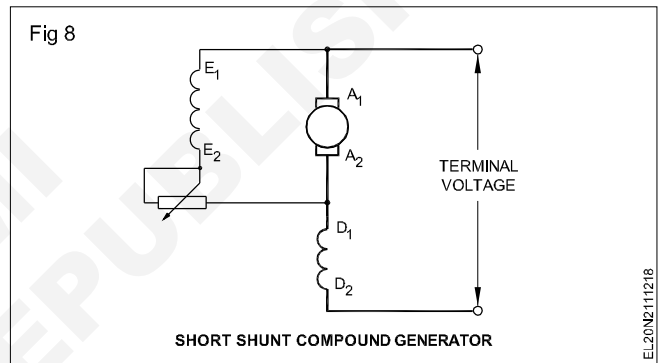 Fig 8
E1
E2
A1
A2
TERMINAL
VOLTAGE
D1
D2
SHORT SHUNT COMPOUND GENERATOR
EL20N2111218